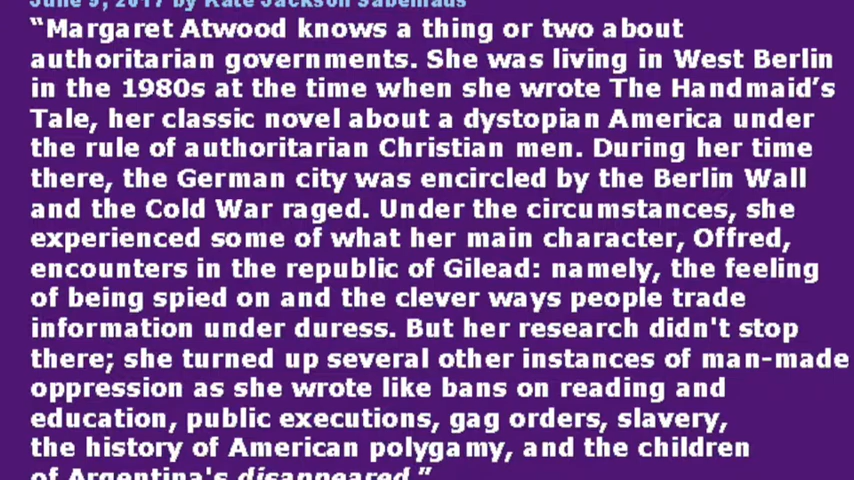 June 9, 2017 by Kate Jackson Sabelhaus
“Margaret Atwood knows a thing or two about
authoritarian governments. She was living in West Berlin
in the 1980s at the time when she wrote The Handmaid’s
Tale, her classic novel about a dystopian America under
the rule of authoritarian Christian men. During her time
there, the German city was encircled by the Berlin Wall
and the Cold War raged. Under the circumstances, she
experienced some of what her main character, Offred,
encounters in the republic of Gilead: namely, the feeling
of being spied on and the clever ways people trade
information under duress. But her research didn't stop
there; she turned up several other instances of man-made
oppression as she wrote like bans on reading and
education, public executions, gag orders, slavery,
the history of American polygamy, and the children
of Argentina's disappeared.”